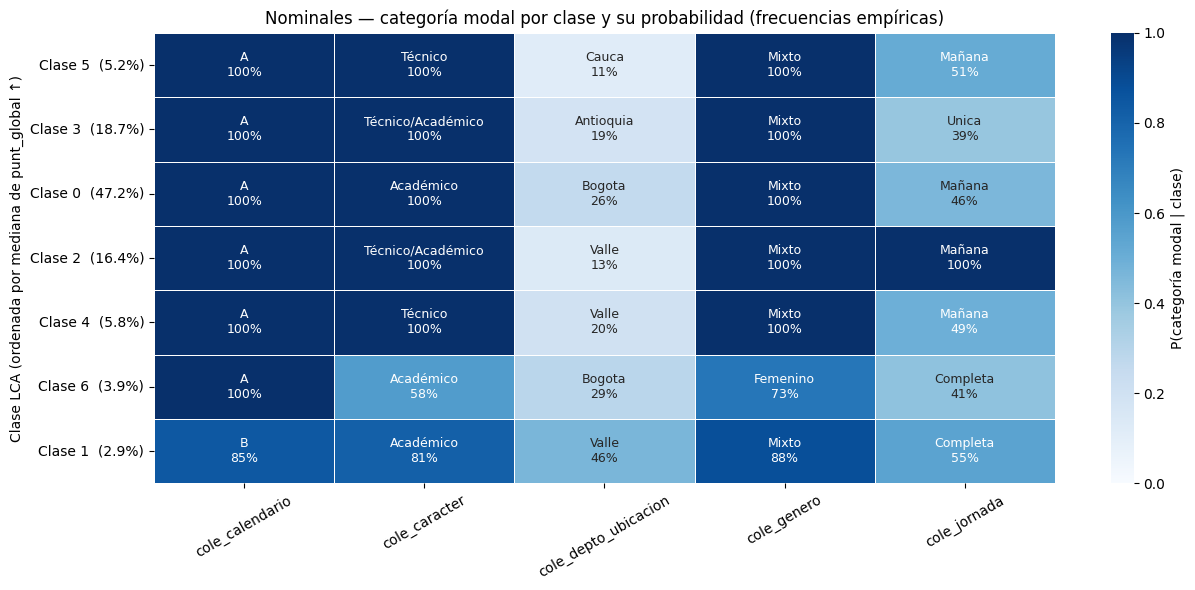 Nominales — categoría modal por clase y su probabilidad (frecuencias empíricas)
Clase LCA (ordenada por mediana de punt_global ↑)
Clase 5 (5.2%)
A
100%
Técnico
100%
Cauca
11%
Mixto
100%
Mañana
51%
Clase 3 (18.7%)
A
100%
Técnico/Académico
100%
Antioquia
19%
Mixto
100%
Unica
39%
Clase 0 (47.2%)
A
100%
Académico
100%
Bogota
26%
Mixto
100%
Mañana
46%
Clase 2 (16.4%)
A
100%
Técnico/Académico
100%
Valle
13%
Mixto
100%
Mañana
100%
Clase 4 (5.8%)
A
100%
Técnico
100%
Valle
20%
Mixto
100%
Mañana
49%
Clase 6 (3.9%)
A
100%
Académico
58%
Bogota
29%
Femenino
73%
Completa
41%
Clase 1 (2.9%)
B
85%
Académico
81%
Valle
46%
Mixto
88%
Completa
55%
cole_calendario
cole_caracter
cole_depto_ubicacion
cole_genero
cole_jornada
1.0
0.8
0.6
0.4
0.2
0.0
P(categoría modal | clase)